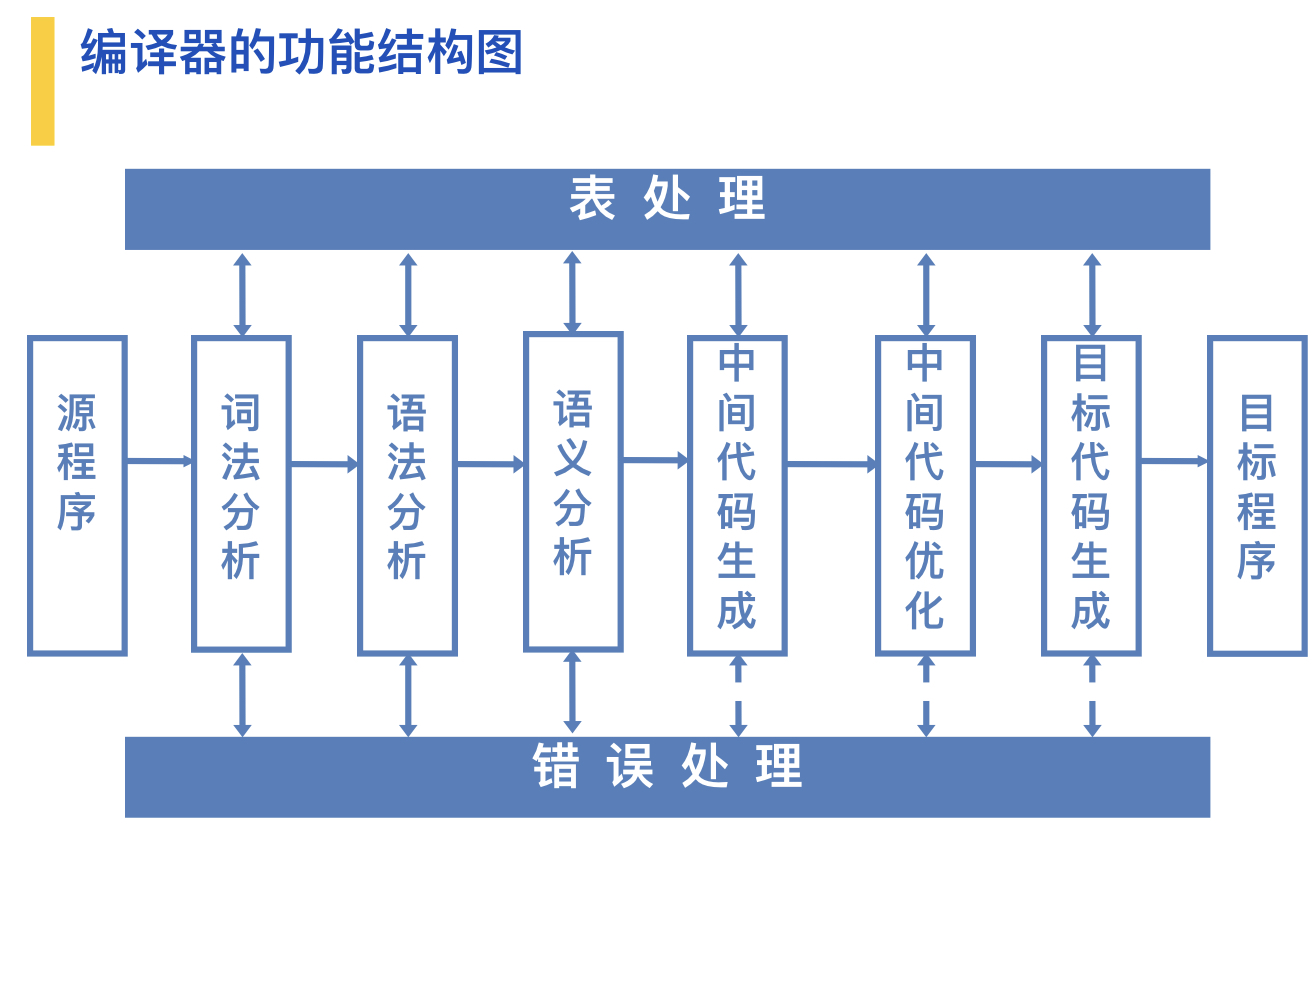 编译器的功能结构图
表处理
源程序
词法分析
语法分析
语义分析
中间代码生成
中间代码优化
目标代码生成
目标程序
错误处理